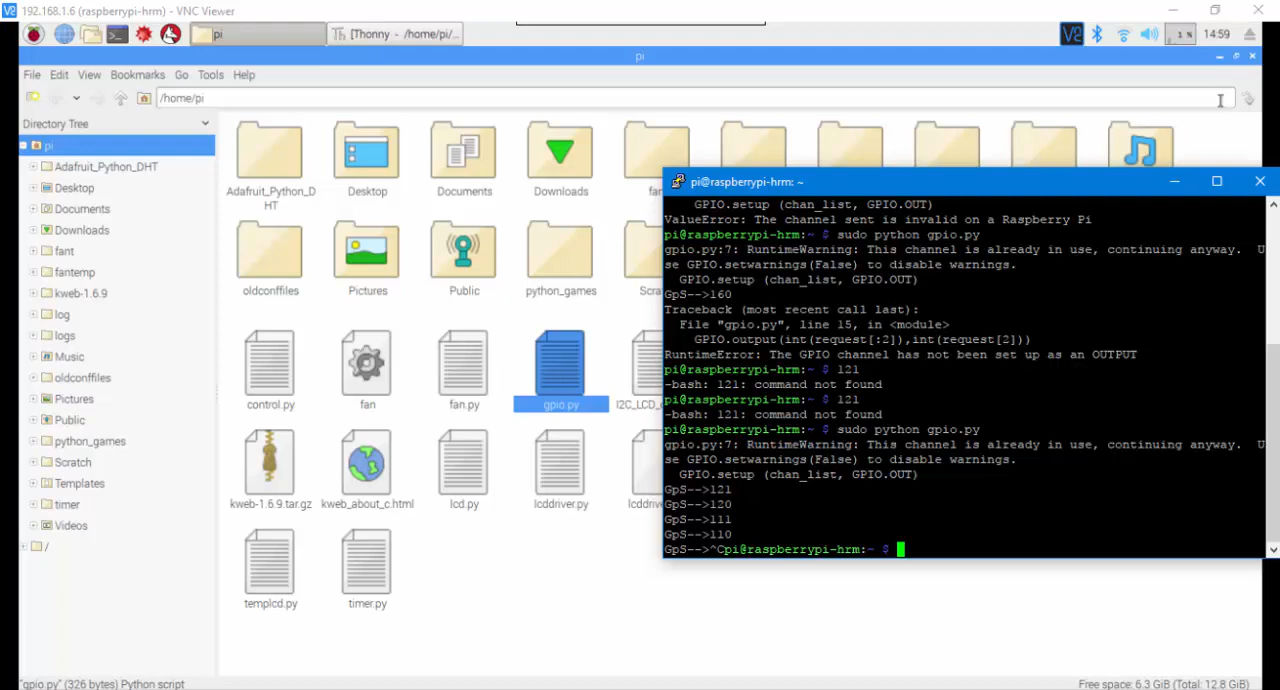 192.168.1.6 (raspberrypi-hrm) - VNC Viewer
pi
[Thonny - /home/pi/...
1 %
14:59
pi
File Edit View Bookmarks Go Tools Help
/home/pi
Directory Tree
pi
Adafruit_Python_DHT
Desktop
Documents
Downloads
fant
fantemp
kweb-1.6.9
log
logs
Music
oldconffiles
Pictures
Public
python_games
Scratch
Templates
timer
Videos
/
Adafruit_Python_D
HT
Desktop
Documents
Downloads
oldconffiles
Pictures
Public
python_games
control.py
fan
fan.py
gpio.py
kweb-1.6.9.tar.gz
kweb_about_c.html
lcd.py
lcddriver.py
templcd.py
timer.py
pi@raspberrypi-hrm: ~
GPIO.setup (chan_list, GPIO.OUT)
ValueError: The channel sent is invalid on a Raspberry Pi
pi@raspberrypi-hrm:~ $ sudo python gpio.py
gpio.py:7: RuntimeWarning: This channel is already in use, continuing anyway.  U
se GPIO.setwarnings(False) to disable warnings.
GPIO.setup (chan_list, GPIO.OUT)
GpS-->160
Traceback (most recent call last):
File "gpio.py", line 15, in <module>
GPIO.output(int(request[:2]),int(request[2]))
RuntimeError: The GPIO channel has not been set up as an OUTPUT
pi@raspberrypi-hrm:~ $ 121
-bash: 121: command not found
pi@raspberrypi-hrm:~ $ 121
-bash: 121: command not found
pi@raspberrypi-hrm:~ $ sudo python gpio.py
gpio.py:7: RuntimeWarning: This channel is already in use, continuing anyway.  U
se GPIO.setwarnings(False) to disable warnings.
GPIO.setup (chan_list, GPIO.OUT)
GpS-->121
GpS-->120
GpS-->111
GpS-->110
GpS-->^Cpi@raspberrypi-hrm:~ $
"gpio.py" (326 bytes) Python script
Free space: 6.3 GiB (Total: 12.8 GiB)